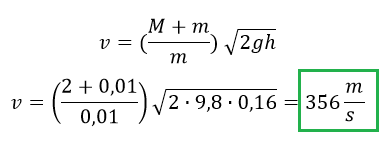 v = (M + m / m) √2gh
v = (2 + 0,01 / 0,01) √2 · 9,8 · 0,16 = 356 m/s